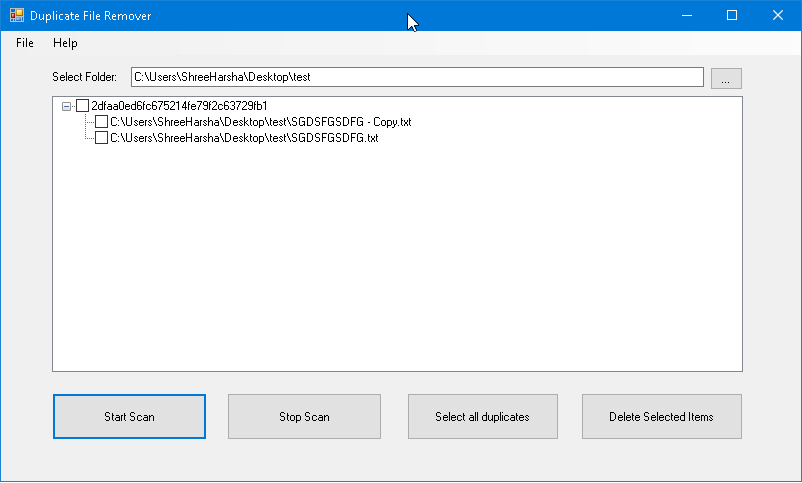 Duplicate File Remover
File Help
Select Folder: C:\Users\ShreeHarsha\Desktop\test ...
2dfaa0ed6fc675214fe79f2c63729fb1
C:\Users\ShreeHarsha\Desktop\test\SGDSFGSDFG - Copy.txt
C:\Users\ShreeHarsha\Desktop\test\SGDSFGSDFG.txt
Start Scan Stop Scan Select all duplicates Delete Selected Items